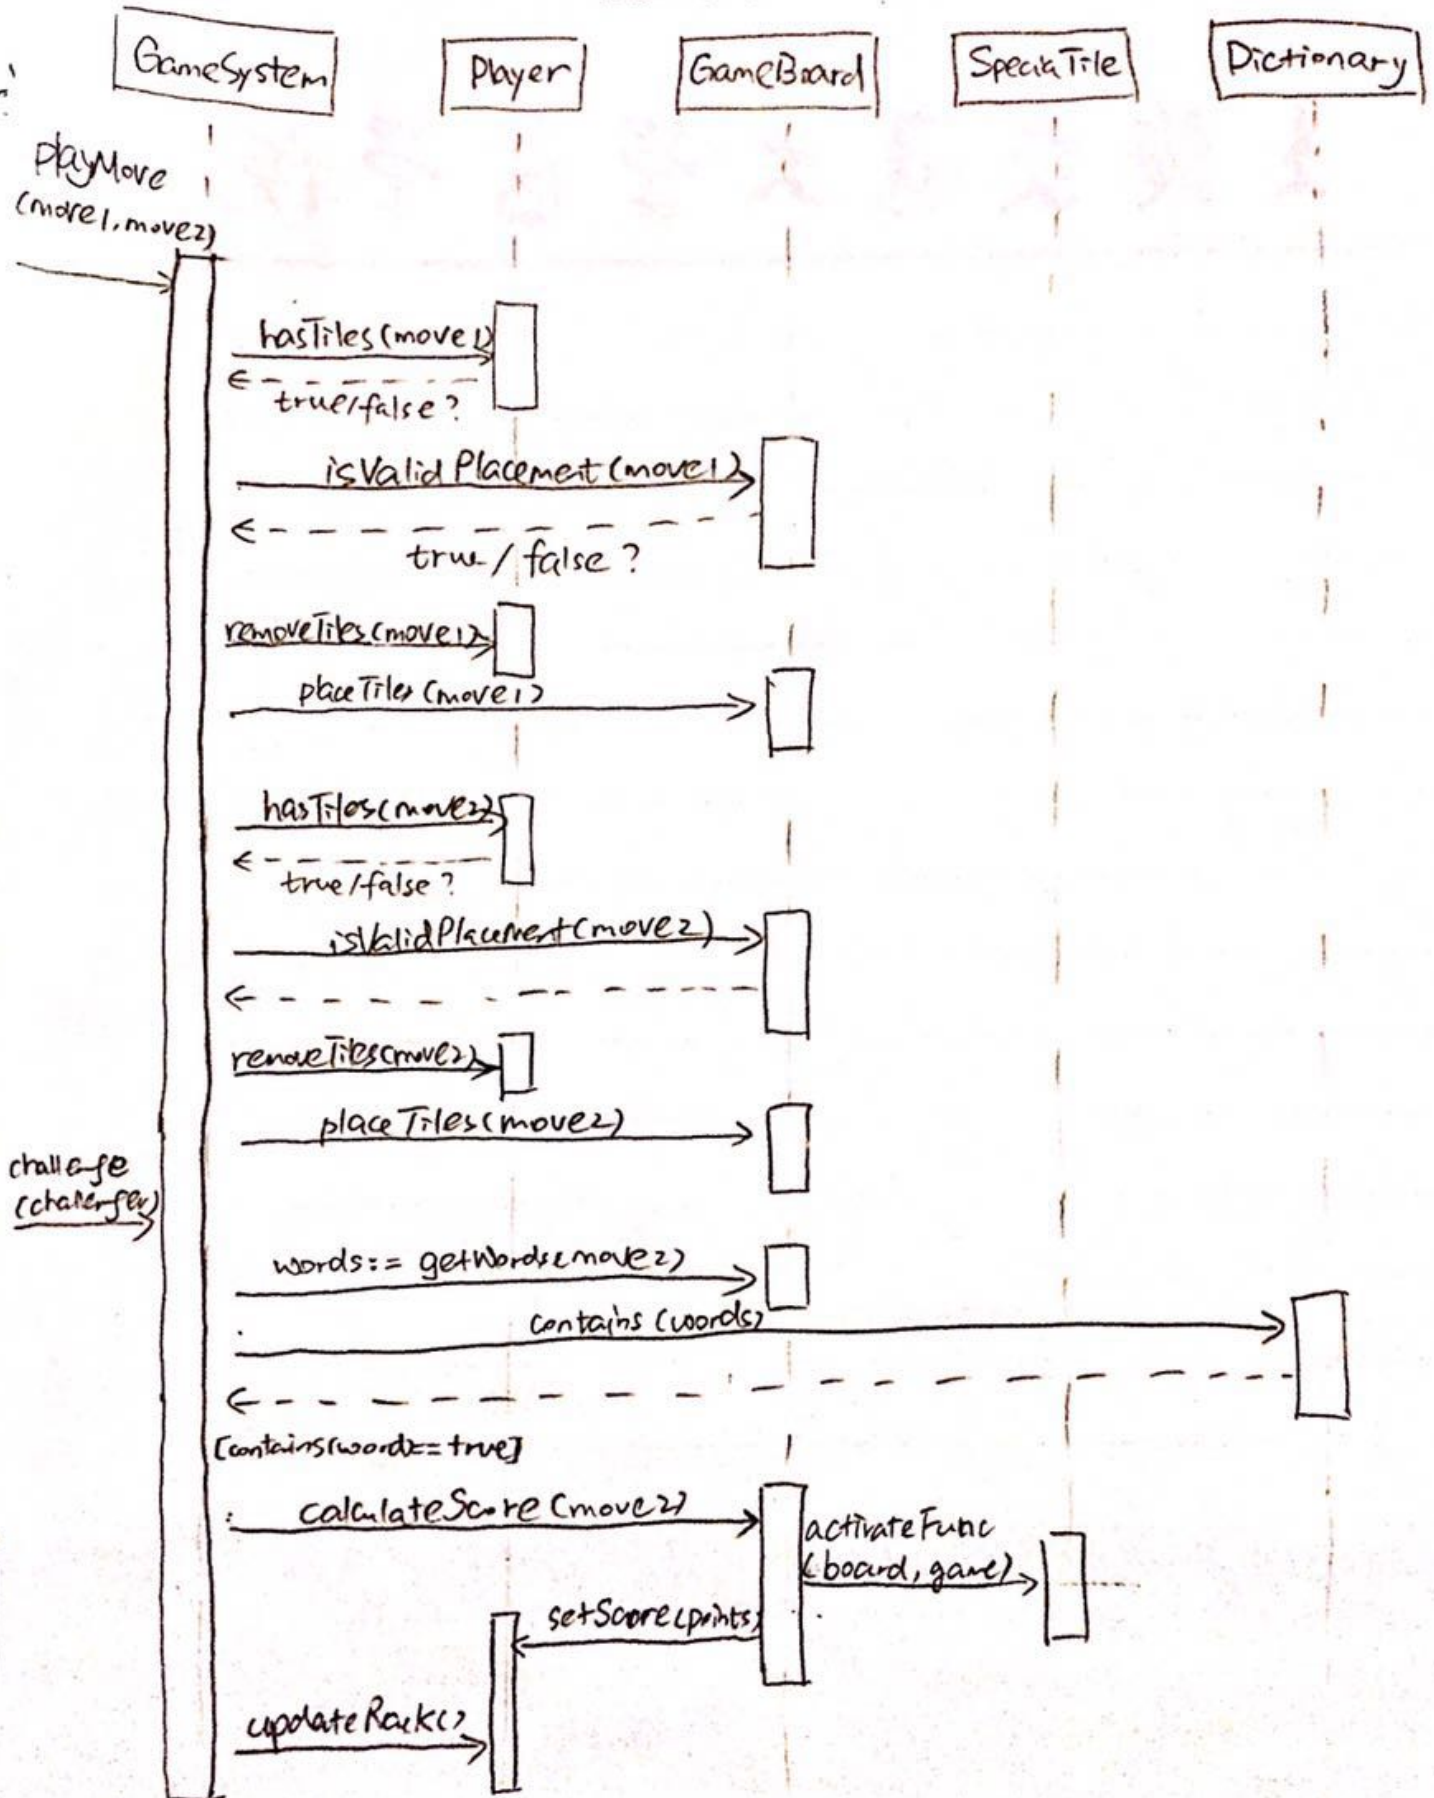 GameSystem
Player
GameBoard
SpeciaTile
Dictionary
playMove
(move1, move2)
hasTiles(move1)
true/false?
isValidPlacement(move1)
true/false?
removeTiles(move1)
placeTiles(move1)
hasTiles(move2)
true/false?
isValidPlacement(move2)
removeTiles(move2)
placeTiles(move2)
challenge
(challenger)
words:= getWords(move2)
contains(words)
[contains(word)==true]
calculateScore(move2)
activateFunc
(board, game)
setScore(points)
updateRack()